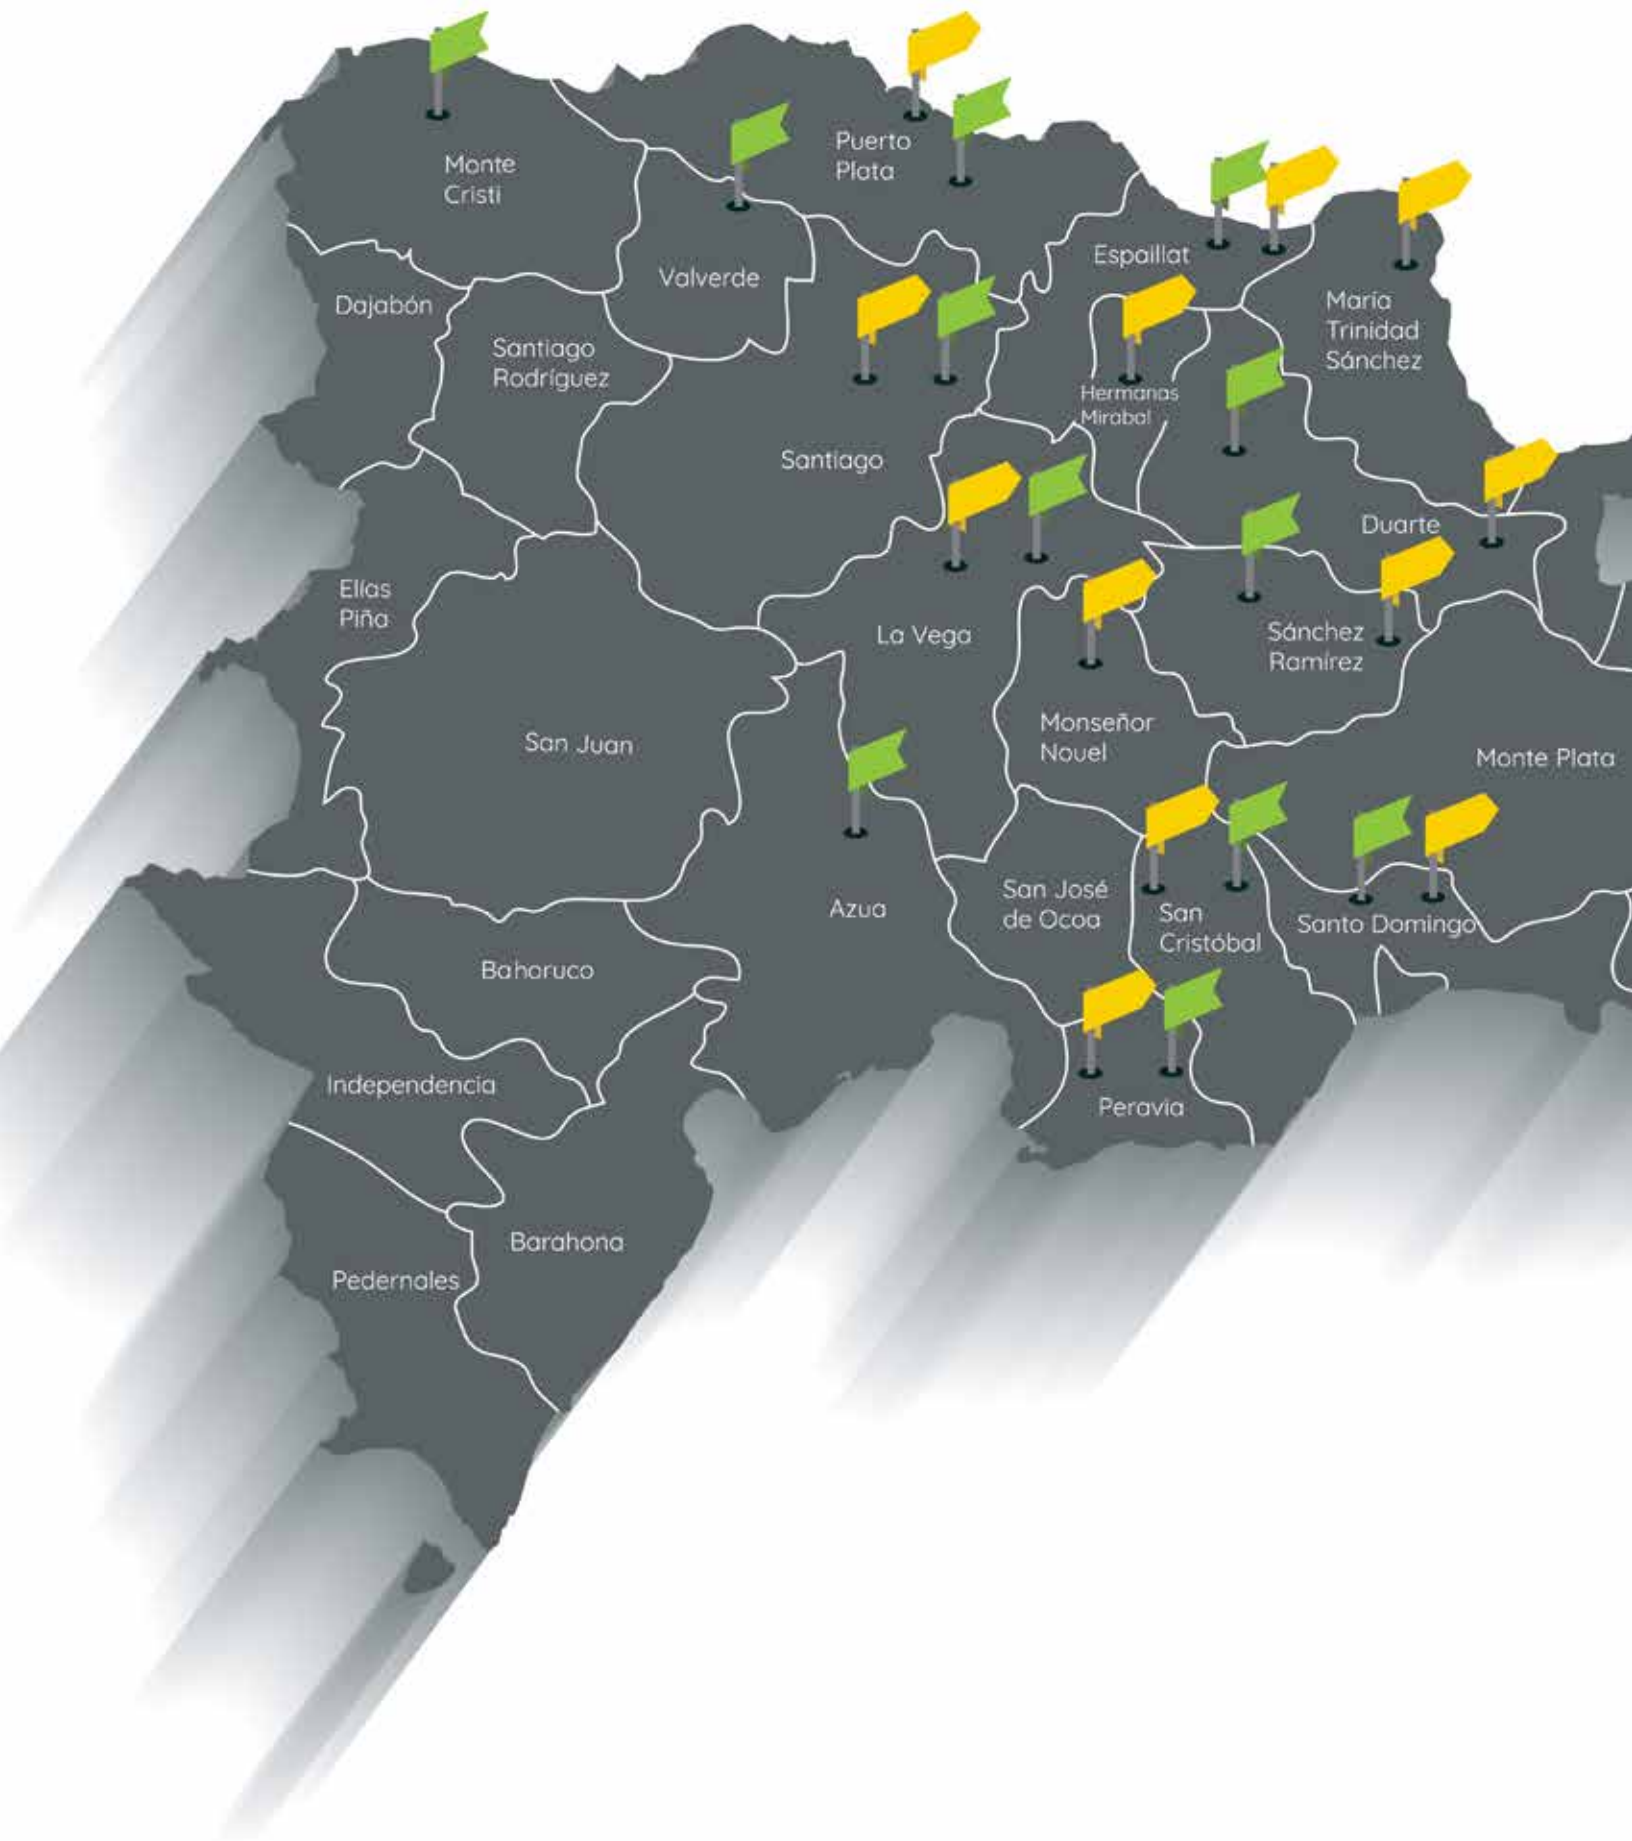 Puerto
Plata
Monte
Cristi
Espaillat
Valverde
Dajabón
María
Trinidad
Sánchez
Santiago
Rodríguez
Hermanas
Mirabal
Santiago
Duarte
Elías
Piña
La Vega
Sánchez
Ramírez
San Juan
Monseñor
Nouel
Monte Plata
Azua
San José
de Ocoa
San
Cristóbal
Santo Domingo
Bahoruco
Independencia
Peravia
Barahona
Pedernales